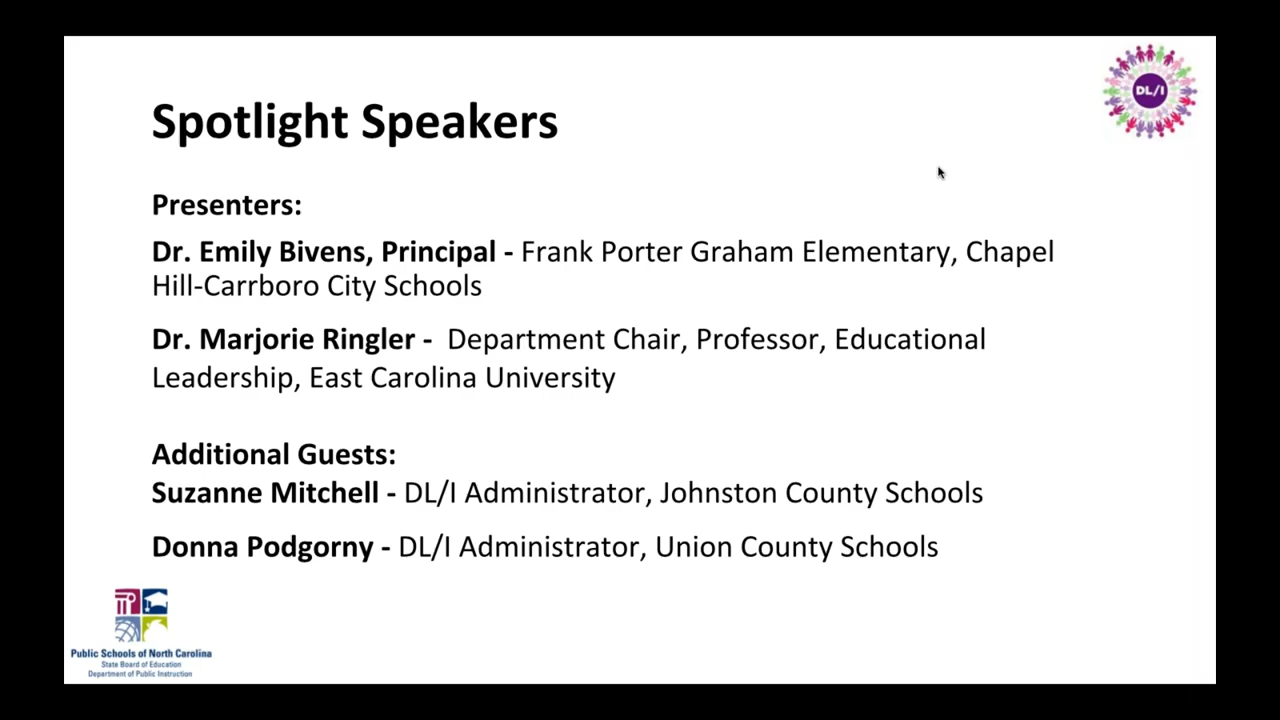 DL/I
Spotlight Speakers
Presenters:
Dr. Emily Bivens, Principal - Frank Porter Graham Elementary, Chapel
Hill-Carrboro City Schools
Dr. Marjorie Ringler - Department Chair, Professor, Educational
Leadership, East Carolina University
Additional Guests:
Suzanne Mitchell - DL/I Administrator, Johnston County Schools
Donna Podgorny - DL/I Administrator, Union County Schools
Public Schools of North Carolina
State Board of Education
Department of Public Instruction